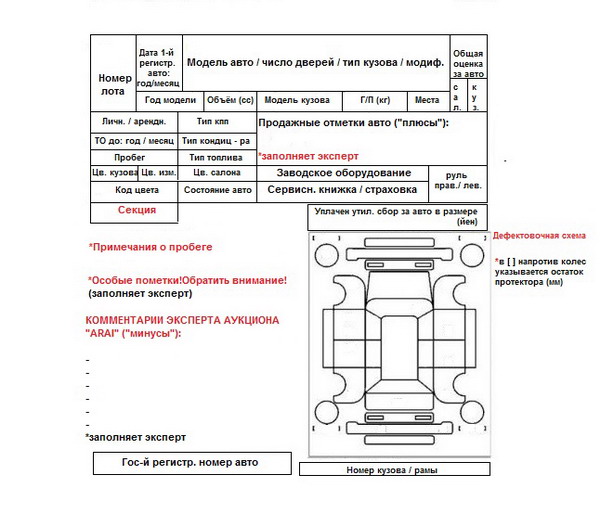 Номер
лота
Дата 1-й
регистр.
авто:
год/месяц
Модель авто / число дверей / тип кузова / модиф.
Общая
оценка
за авто
с
а
л.
к
у
з.
Год модели
Объём (сс)
Модель кузова
Г/П (кг)
Места
Личн. / арендн.
Тип кпп
Продажные отметки авто ("плюсы"):
ТО до: год / месяц
Тип кондиц - ра
Пробег
Тип топлива
*заполняет эксперт
Цв. кузова
Цв. изм.
Цв. салона
Заводское оборудование
руль
прав./ лев.
Код цвета
Состояние авто
Сервисн. книжка / страховка
Секция
Уплачен утил. сбор за авто в размере
(йен)
Дефектовочная схема
*в [ ] напротив колес
указывается остаток
протектора (мм)
*Примечания о пробеге
*Особые пометки!Обратить внимание!
(заполняет эксперт)
КОММЕНТАРИИ ЭКСПЕРТА АУКЦИОНА
"ARAI" ("минусы"):
-
-
-
-
-
-
*заполняет эксперт
Гос-й регистр. номер авто
Номер кузова / рамы